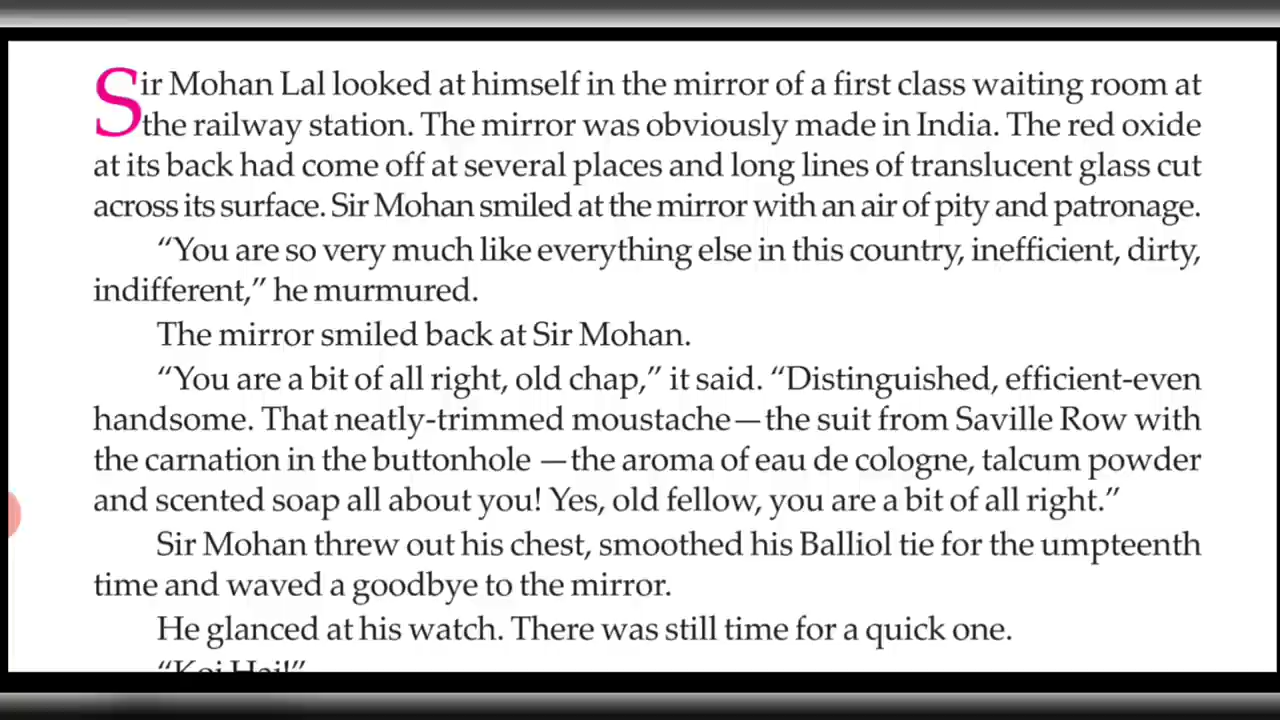 Sir Mohan Lal looked at himself in the mirror of a first class waiting room at
the railway station. The mirror was obviously made in India. The red oxide
at its back had come off at several places and long lines of translucent glass cut
across its surface. Sir Mohan smiled at the mirror with an air of pity and patronage.
“You are so very much like everything else in this country, inefficient, dirty,
indifferent,” he murmured.
The mirror smiled back at Sir Mohan.
“You are a bit of all right, old chap,” it said. “Distinguished, efficient-even
handsome. That neatly-trimmed moustache—the suit from Saville Row with
the carnation in the buttonhole —the aroma of eau de cologne, talcum powder
and scented soap all about you! Yes, old fellow, you are a bit of all right.”
Sir Mohan threw out his chest, smoothed his Balliol tie for the umpteenth
time and waved a goodbye to the mirror.
He glanced at his watch. There was still time for a quick one.
“Koi Hai!”